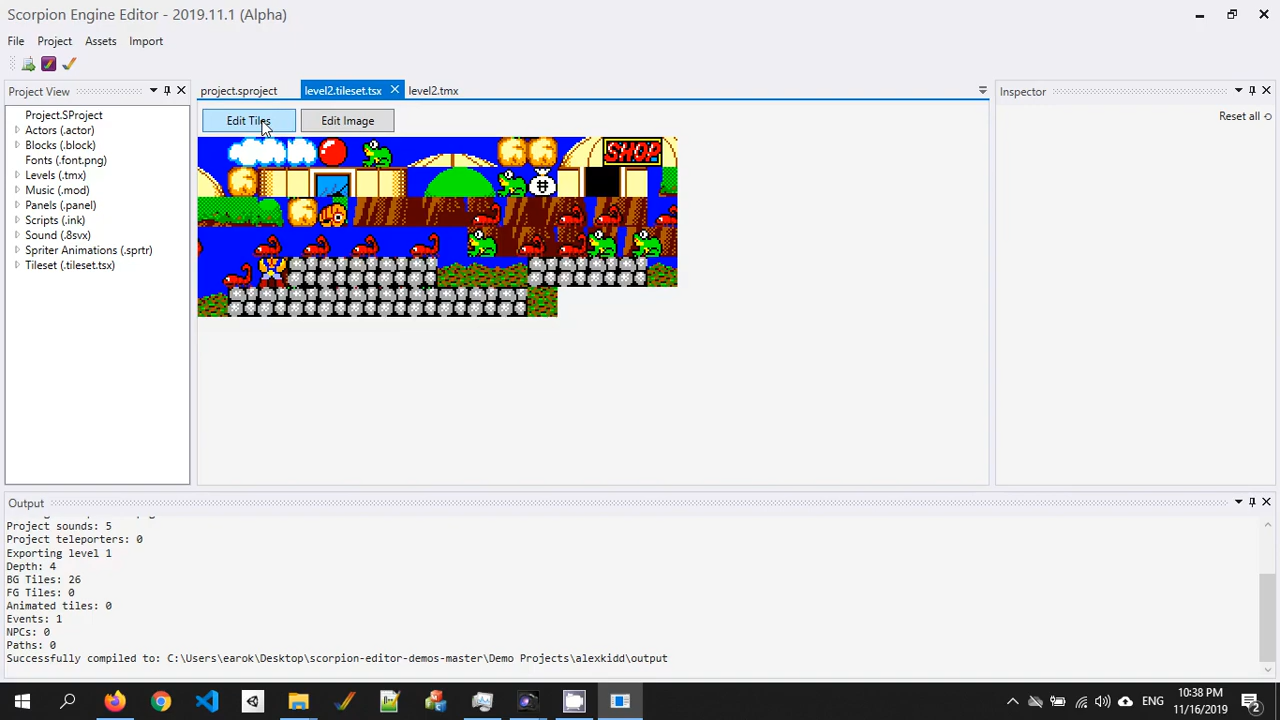 Scorpion Engine Editor - 2019.11.1 (Alpha)
File Project Assets Import
Project View
project.sproject level2.tileset.tsx level2.tmx
Inspector
Edit Tiles Edit Image
Reset all
Project.SProject
Actors (.actor)
Blocks (.block)
Fonts (.font.png)
Levels (.tmx)
Music (.mod)
Panels (.panel)
Scripts (.ink)
Sound (.8svx)
Spriter Animations (.sprtr)
Tileset (.tileset.tsx)
SHOP
Output
Project sounds: 5
Project teleporters: 0
Exporting level 1
Depth: 4
BG Tiles: 26
FG Tiles: 0
Animated tiles: 0
Events: 1
NPCs: 0
Paths: 0
Successfully compiled to: C:\Users\earok\Desktop\scorpion-editor-demos-master\Demo Projects\alexkidd\output
ENG
10:38 PM
11/16/2019
2